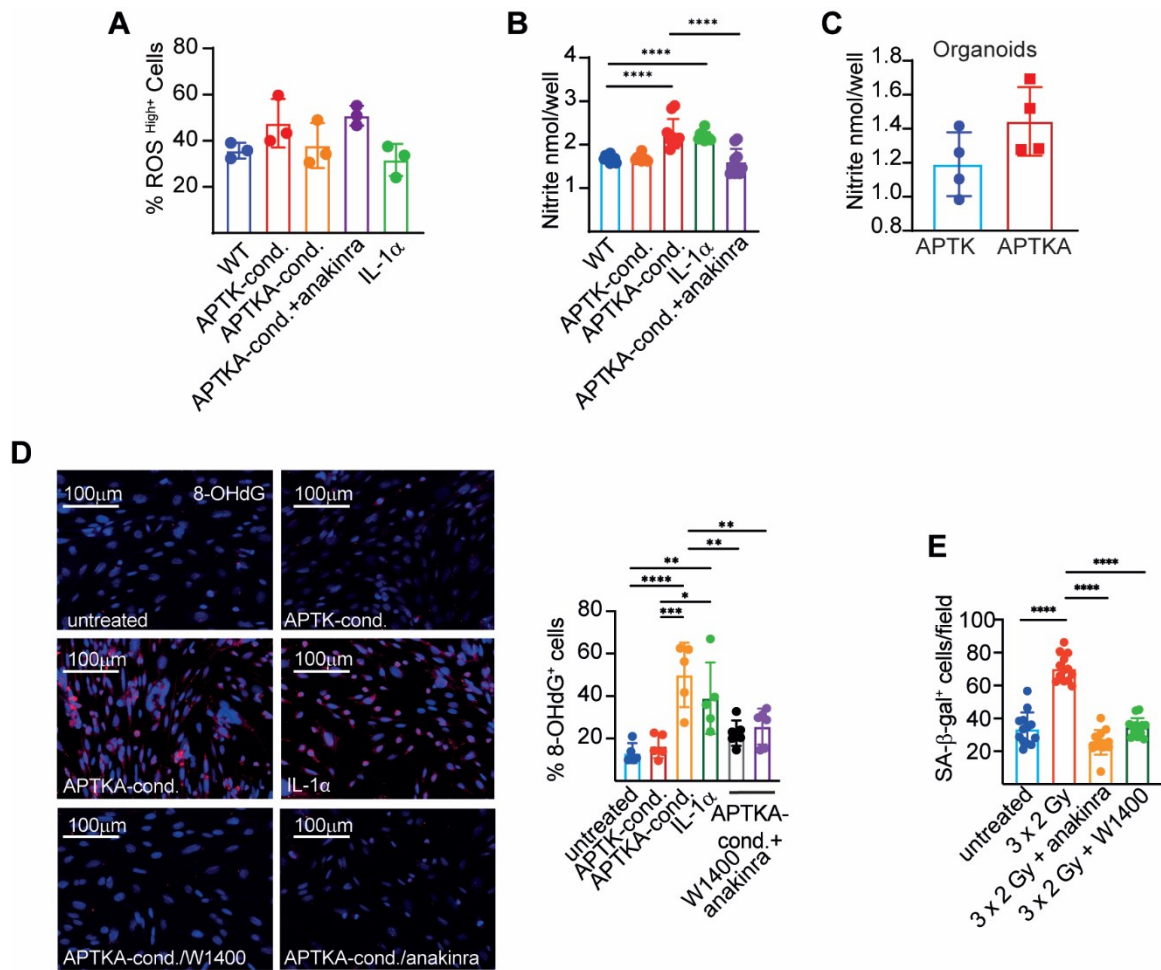 A
% ROS High+ Cells
80
60
40
20
WT
APTK-cond.
APTKA-cond.
APTKA-cond.+anakinra
IL-1α
B
Nitrite nmol/well
4
3
2
1
****
****
****
WT
APTK-cond.
APTKA-cond.
IL-1α
APTKA-cond.+anakinra
C
Organoids
Nitrite nmol/well
1.8
1.6
1.4
1.2
1.0
0.8
APTK
APTKA
D
100μm
8-OHdG
untreated
100μm
APTK-cond.
100μm
APTKA-cond.
100μm
IL-1α
100μm
APTKA-cond./W1400
100μm
APTKA-cond./anakinra
% 8-OHdG+ cells
80
60
40
20
**
**
**
****
*
***
untreated
APTK-cond.
APTKA-cond.
IL-1α
W1400
anakinra
APTKA-
cond.+
E
SA-β-gal+ cells/field
100
80
60
40
20
****
****
****
untreated
3 x 2 Gy
3 x 2 Gy + anakinra
3 x 2 Gy + W1400